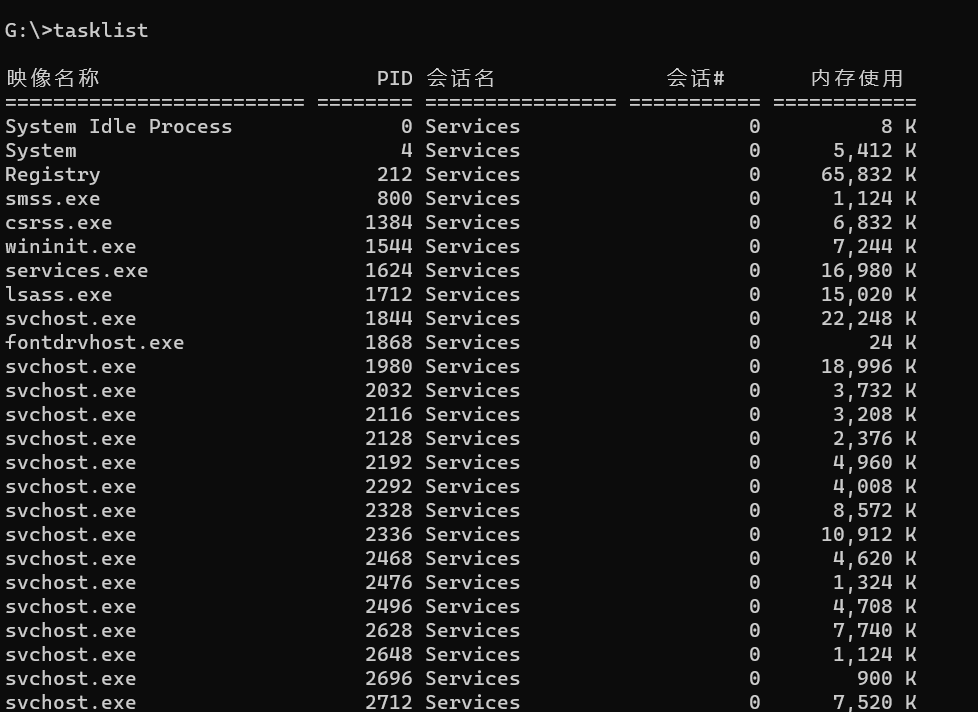 G:\>tasklist
映像名称                       PID 会话名              会话#       内存使用
========================= ======== ================ =========== ============
System Idle Process              0 Services                   0          8 K
System                           4 Services                   0      5,412 K
Registry                       212 Services                   0     65,832 K
smss.exe                       800 Services                   0      1,124 K
csrss.exe                     1384 Services                   0      6,832 K
wininit.exe                   1544 Services                   0      7,244 K
services.exe                  1624 Services                   0     16,980 K
lsass.exe                     1712 Services                   0     15,020 K
svchost.exe                   1844 Services                   0     22,248 K
fontdrvhost.exe               1868 Services                   0         24 K
svchost.exe                   1980 Services                   0     18,996 K
svchost.exe                   2032 Services                   0      3,732 K
svchost.exe                   2116 Services                   0      3,208 K
svchost.exe                   2128 Services                   0      2,376 K
svchost.exe                   2192 Services                   0      4,960 K
svchost.exe                   2292 Services                   0      4,008 K
svchost.exe                   2328 Services                   0      8,572 K
svchost.exe                   2336 Services                   0     10,912 K
svchost.exe                   2468 Services                   0      4,620 K
svchost.exe                   2476 Services                   0      1,324 K
svchost.exe                   2496 Services                   0      4,708 K
svchost.exe                   2628 Services                   0      7,740 K
svchost.exe                   2648 Services                   0      1,124 K
svchost.exe                   2696 Services                   0        900 K
svchost.exe                   2712 Services                   0      7,520 K